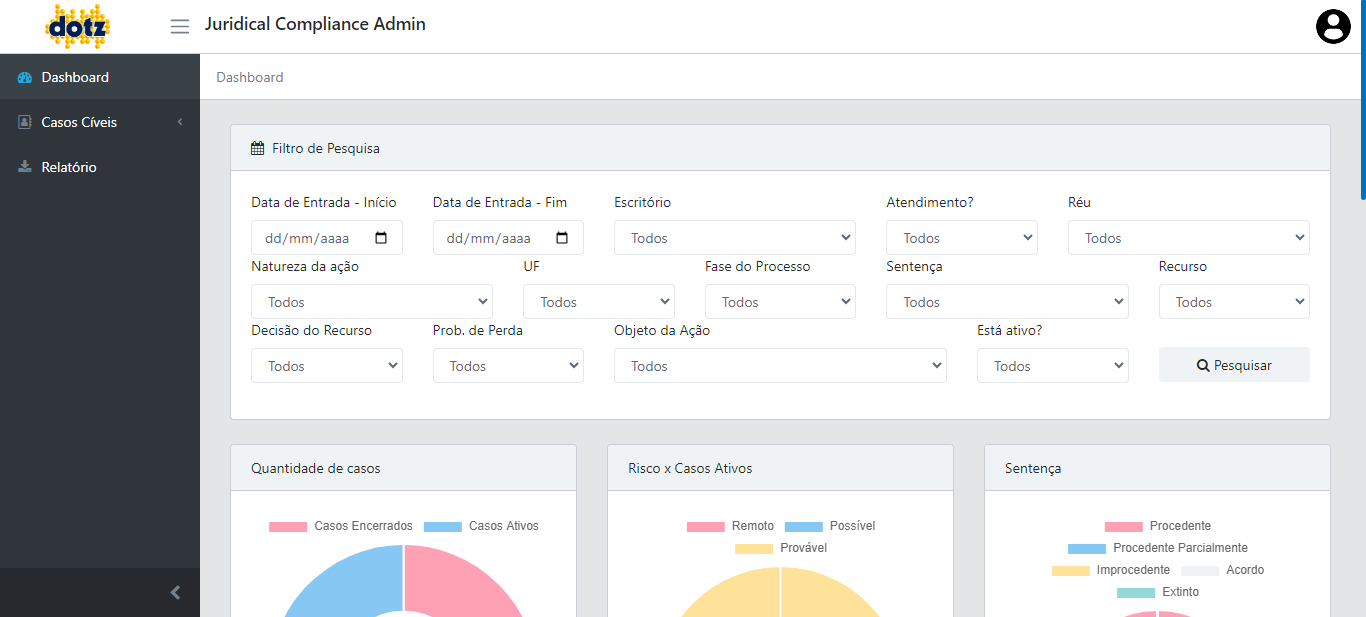 dotz
Juridical Compliance Admin
Dashboard
Casos Cíveis
Relatório
Dashboard
Filtro de Pesquisa
Data de Entrada - Início
Data de Entrada - Fim
Escritório
Atendimento?
Réu
dd/mm/aaaa
dd/mm/aaaa
Todos
Todos
Todos
Natureza da ação
UF
Fase do Processo
Sentença
Recurso
Todos
Todos
Todos
Todos
Todos
Decisão do Recurso
Prob. de Perda
Objeto da Ação
Está ativo?
Todos
Todos
Todos
Todos
Pesquisar
Quantidade de casos
Casos Encerrados
Casos Ativos
Risco x Casos Ativos
Remoto
Possível
Provável
Sentença
Procedente
Procedente Parcialmente
Improcedente
Acordo
Extinto